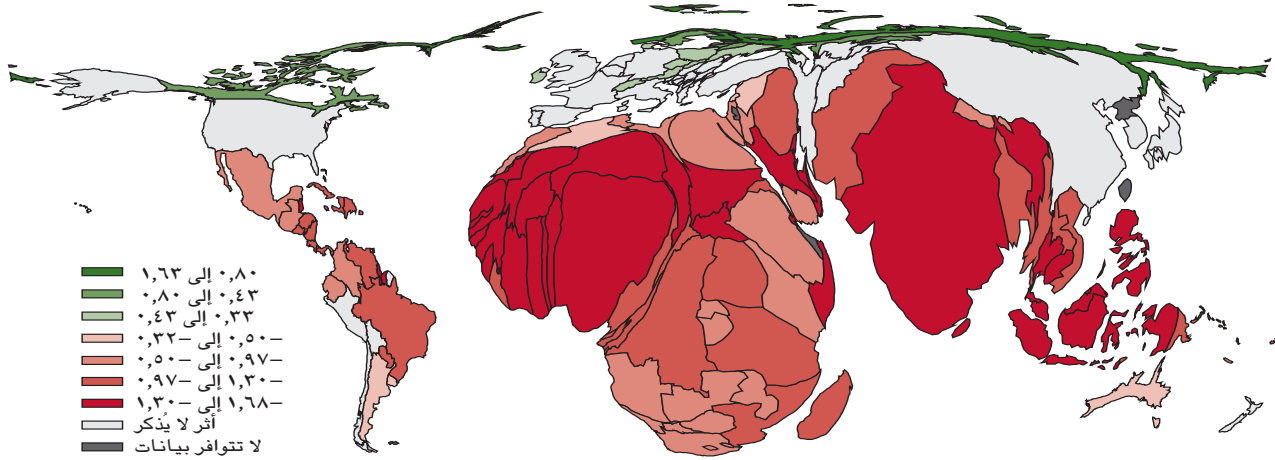 ٠,٨٠ إلى ١,٦٣
٠,٤٣ إلى ٠,٨٠
٠,٣٣ إلى ٠,٤٣
–٠,٥٠ إلى –٠,٣٢
–٠,٩٧ إلى –٠,٥٠
–١,٣٠ إلى –٠,٩٧
–١,٦٨ إلى –١,٣٠
أثر لا يُذكر
لا تتوافر بيانات